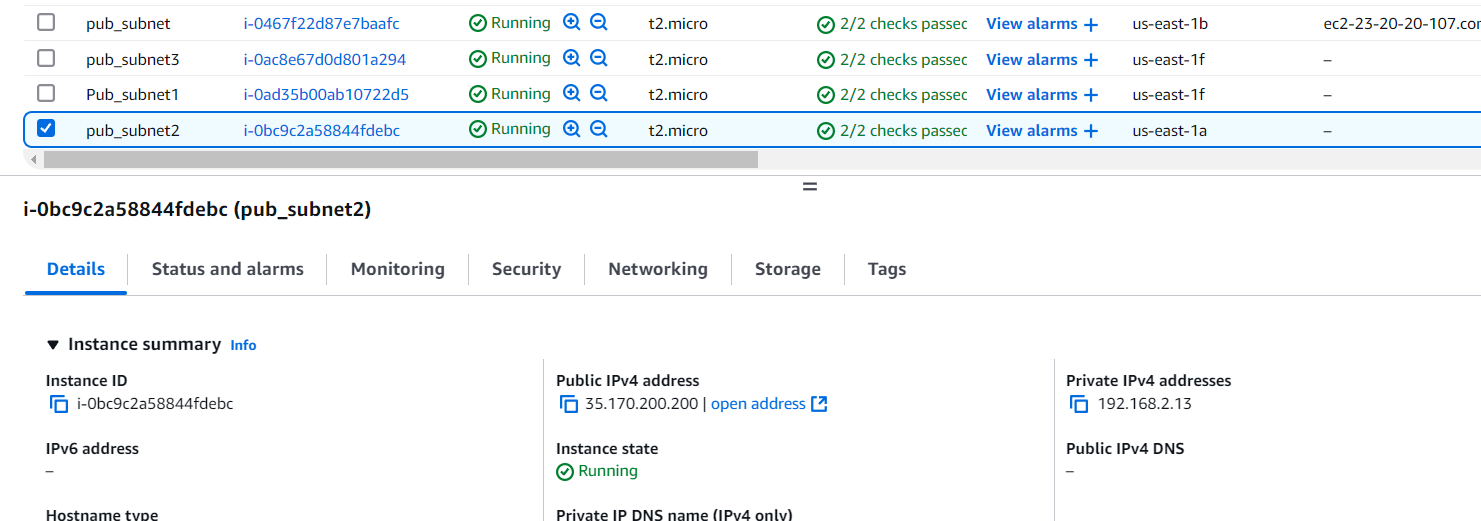 pub_subnet i-0467f22d87e7baafc Running t2.micro 2/2 checks passec View alarms + us-east-1b ec2-23-20-20-107.cor
pub_subnet3 i-0ac8e67d0d801a294 Running t2.micro 2/2 checks passec View alarms + us-east-1f –
Pub_subnet1 i-0ad35b00ab10722d5 Running t2.micro 2/2 checks passec View alarms + us-east-1f –
pub_subnet2 i-0bc9c2a58844fdebc Running t2.micro 2/2 checks passec View alarms + us-east-1a –
i-0bc9c2a58844fdebc (pub_subnet2)
Details Status and alarms Monitoring Security Networking Storage Tags
Instance summary Info
Instance ID Public IPv4 address Private IPv4 addresses
i-0bc9c2a58844fdebc 35.170.200.200 | open address 192.168.2.13
IPv6 address Instance state Public IPv4 DNS
– Running –
Hostname type Private IP DNS name (IPv4 only)